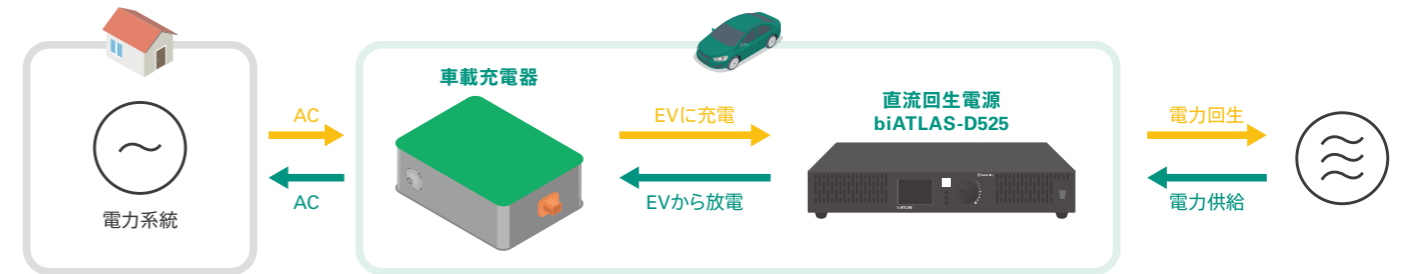 電力系統
AC
AC
車載充電器
EVに充電
EVから放電
直流回生電源
biATLAS-D525
biATLAS
電力回生
電力供給